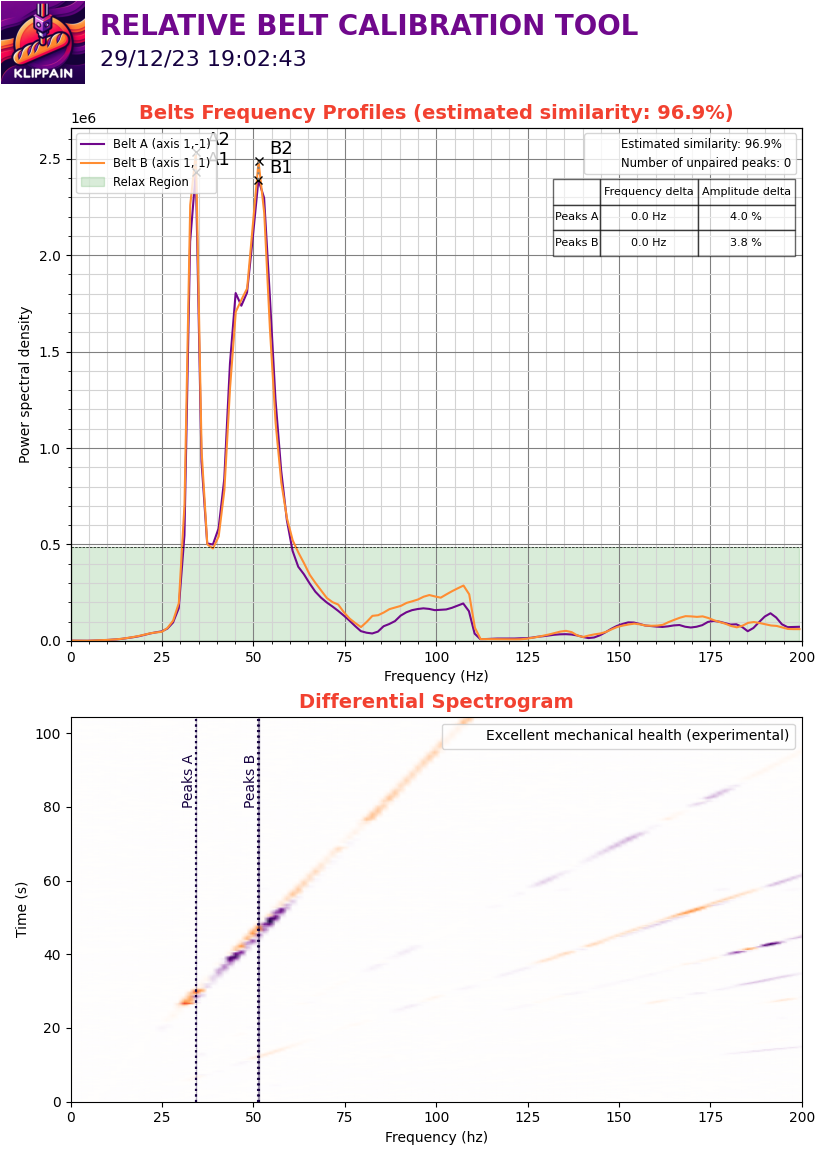 KLIPPAIN
RELATIVE BELT CALIBRATION TOOL
29/12/23 19:02:43
Belts Frequency Profiles (estimated similarity: 96.9%)
1e6
Belt A (axis 1,-1)
Belt B (axis 1, 1)
Relax Region
A2
A1
B2
B1
Estimated similarity: 96.9%
Number of unpaired peaks: 0
Frequency delta Amplitude delta
Peaks A 0.0 Hz 4.0 %
Peaks B 0.0 Hz 3.8 %
2.5
2.0
1.5
1.0
0.5
0.0
Power spectral density
0 25 50 75 100 125 150 175 200
Frequency (Hz)
Differential Spectrogram
Excellent mechanical health (experimental)
Peaks A
Peaks B
100
80
60
40
20
0
Time (s)
0 25 50 75 100 125 150 175 200
Frequency (hz)